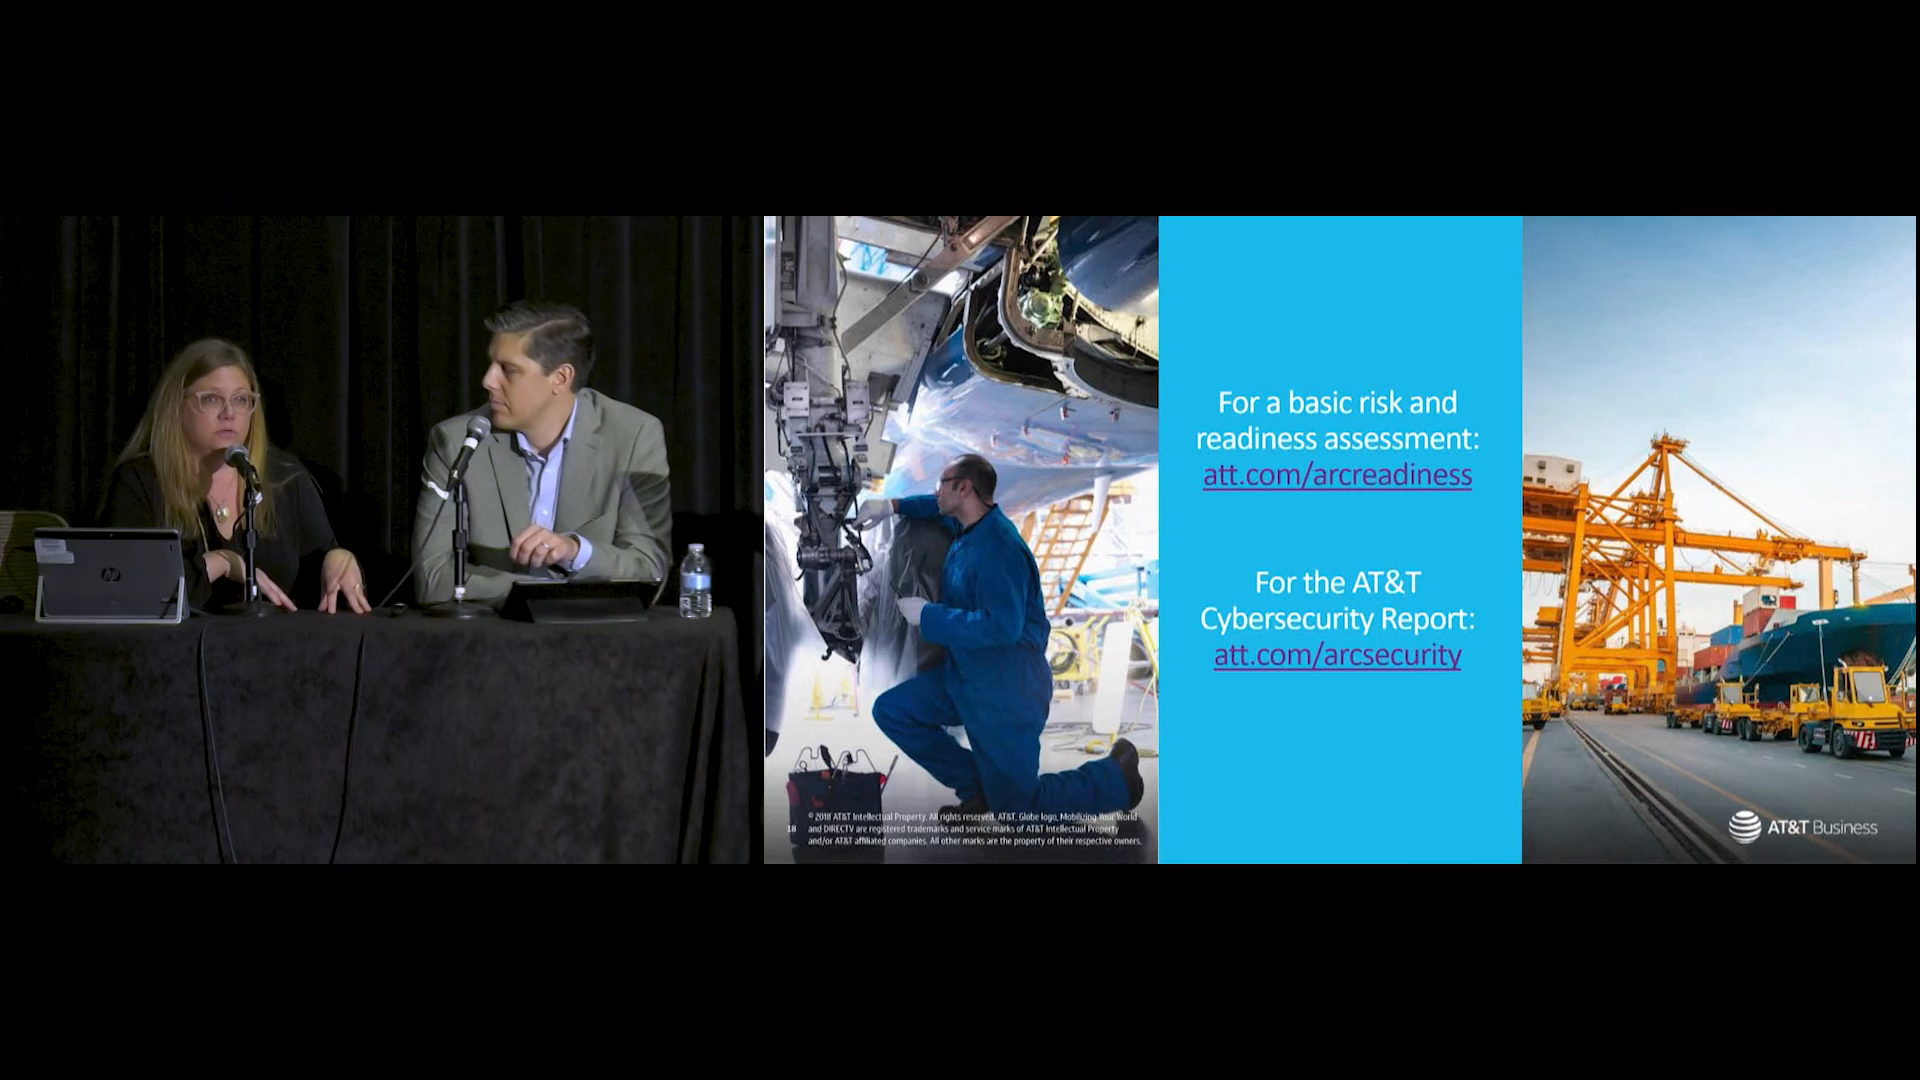 hp
For a basic risk and
readiness assessment:
att.com/arcreadiness
For the AT&T
Cybersecurity Report:
att.com/arcsecurity
18
© 2018 AT&T Intellectual Property. All rights reserved. AT&T, Globe logo, Mobilizing Your World
and DIRECTV are registered trademarks and service marks of AT&T Intellectual Property
and/or AT&T affiliated companies. All other marks are the property of their respective owners.
AT&T Business